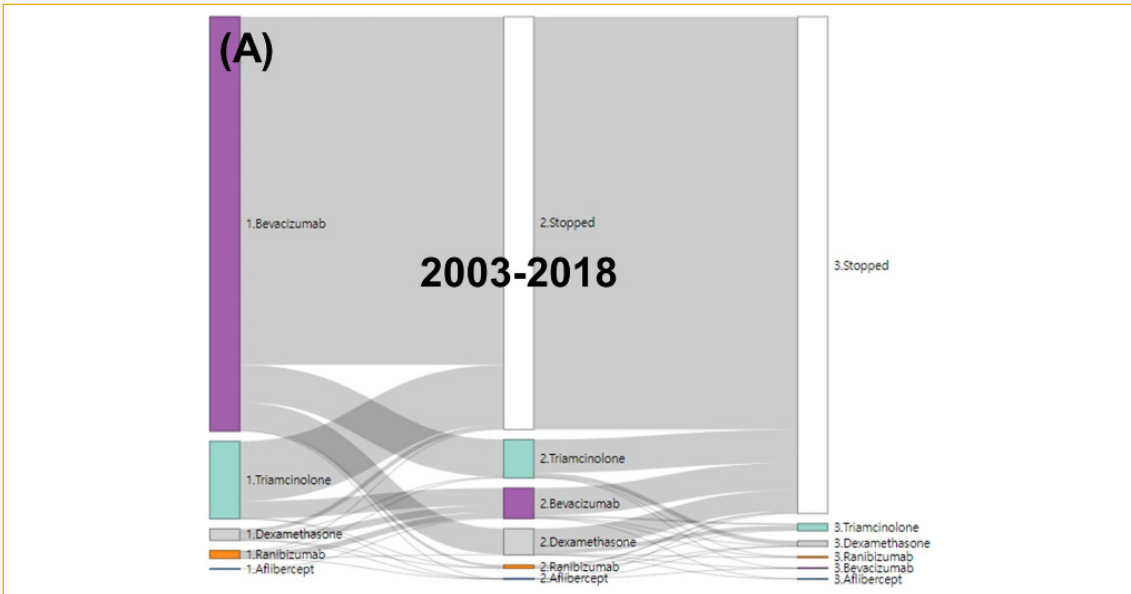 (A)
1.Bevacizumab
2.Stopped
2003-2018
3.Stopped
1.Triamcinolone
2.Triamcinolone
2.Bevacizumab
1.Dexamethasone
2.Dexamethasone
3.Triamcinolone
3.Dexamethasone
1.Ranibizumab
3.Ranibizumab
1.Aflibercept
2.Ranibizumab
3.Bevacizumab
2.Aflibercept
3.Aflibercept